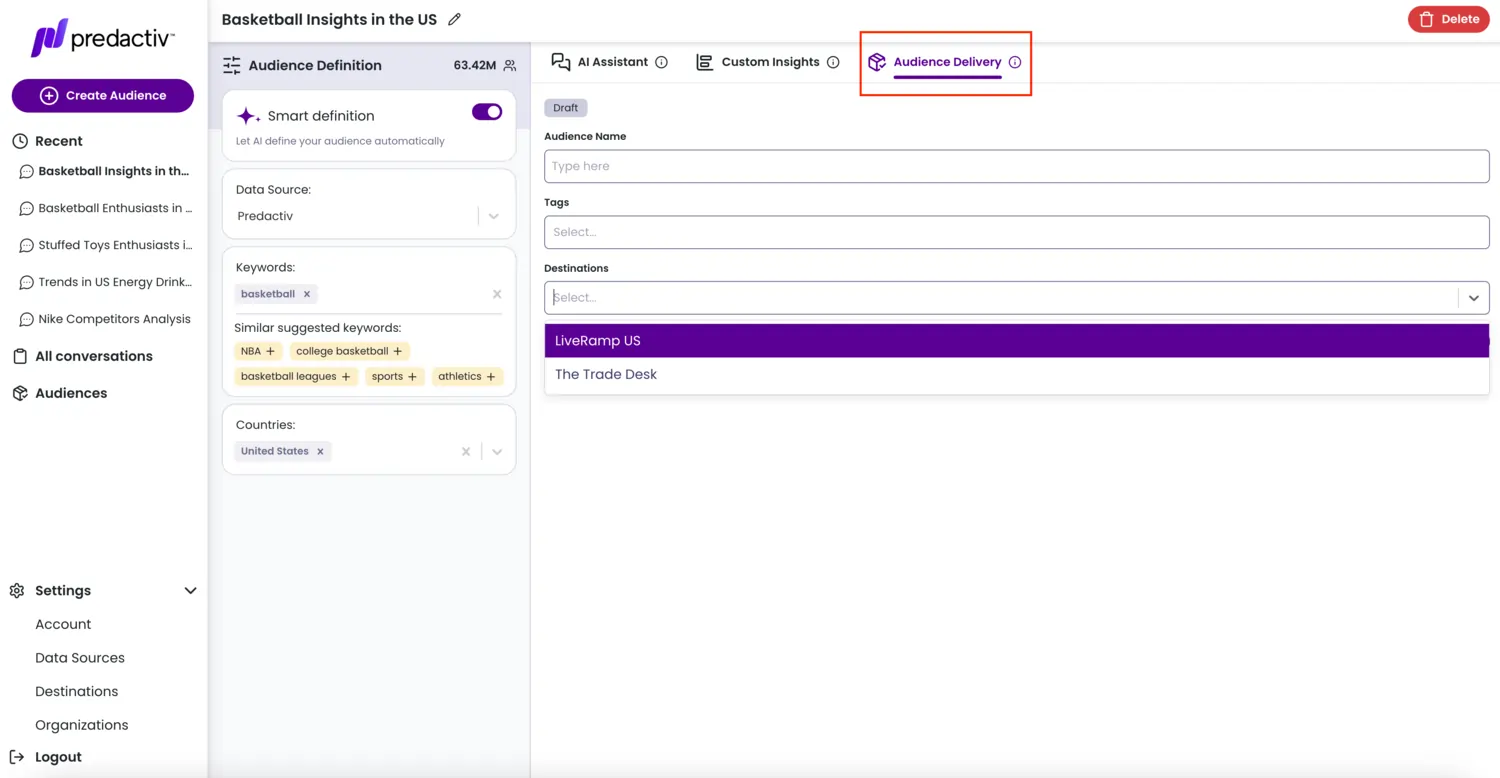 predactiv™
Create Audience
Recent
Basketball Insights in th...
Basketball Enthusiasts in ...
Stuffed Toys Enthusiasts i...
Trends in US Energy Drink...
Nike Competitors Analysis
All conversations
Audiences
Settings
Account
Data Sources
Destinations
Organizations
Logout
Basketball Insights in the US
Delete
Audience Definition 63.42M
Smart definition
Let AI define your audience automatically
Data Source:
Predactiv
Keywords:
basketball ×
Similar suggested keywords:
NBA + college basketball +
basketball leagues + sports + athletics +
Countries:
United States ×
AI Assistant Custom Insights Audience Delivery
Draft
Audience Name
Type here
Tags
Select...
Destinations
Select...
LiveRamp US
The Trade Desk